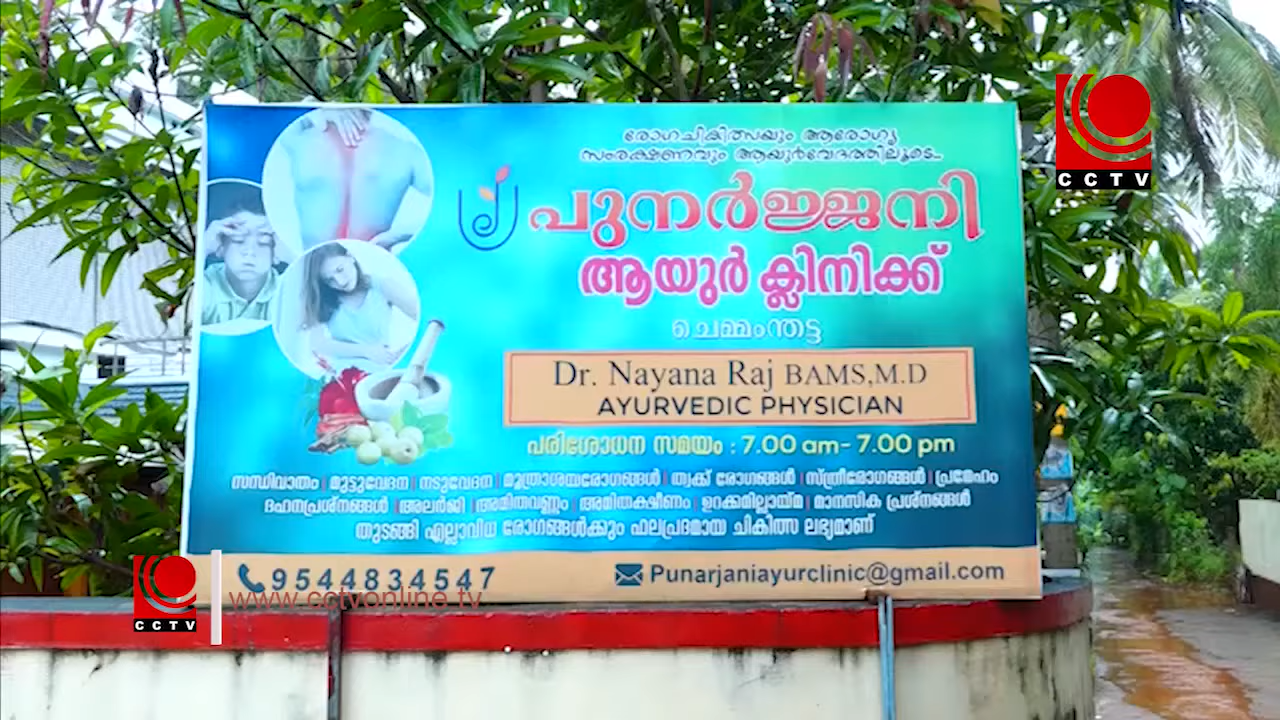 രോഗചികിത്സയും ആരോഗ്യ
സംരക്ഷണവും ആയുർവേദത്തിലൂടെ..
പുനർജ്ജനി
ആയുർ ക്ലിനിക്ക്
ചെമ്മംന്തട്ട
Dr. Nayana Raj BAMS,M.D
AYURVEDIC PHYSICIAN
പരിശോധന സമയം : 7.00 am- 7.00 pm
സന്ധിവാതം | മുട്ടുവേദന | നടുവേദന | മൂത്രാശയരോഗങ്ങൾ | ത്വക്ക് രോഗങ്ങൾ | സ്ത്രീരോഗങ്ങൾ | പ്രമേഹം
ദഹനപ്രശ്നങ്ങൾ | അലർജി | അമിതവണ്ണം | അമിതക്ഷീണം | ഉറക്കമില്ലായ്മ | മാനസിക പ്രശ്നങ്ങൾ
തുടങ്ങി എല്ലാവിധ രോഗങ്ങൾക്കും ഫലപ്രദമായ ചികിത്സ ലഭ്യമാണ്
9544834547
Punarjaniayurclinic@gmail.com
CCTV
CCTV
www.cctvonline.tv